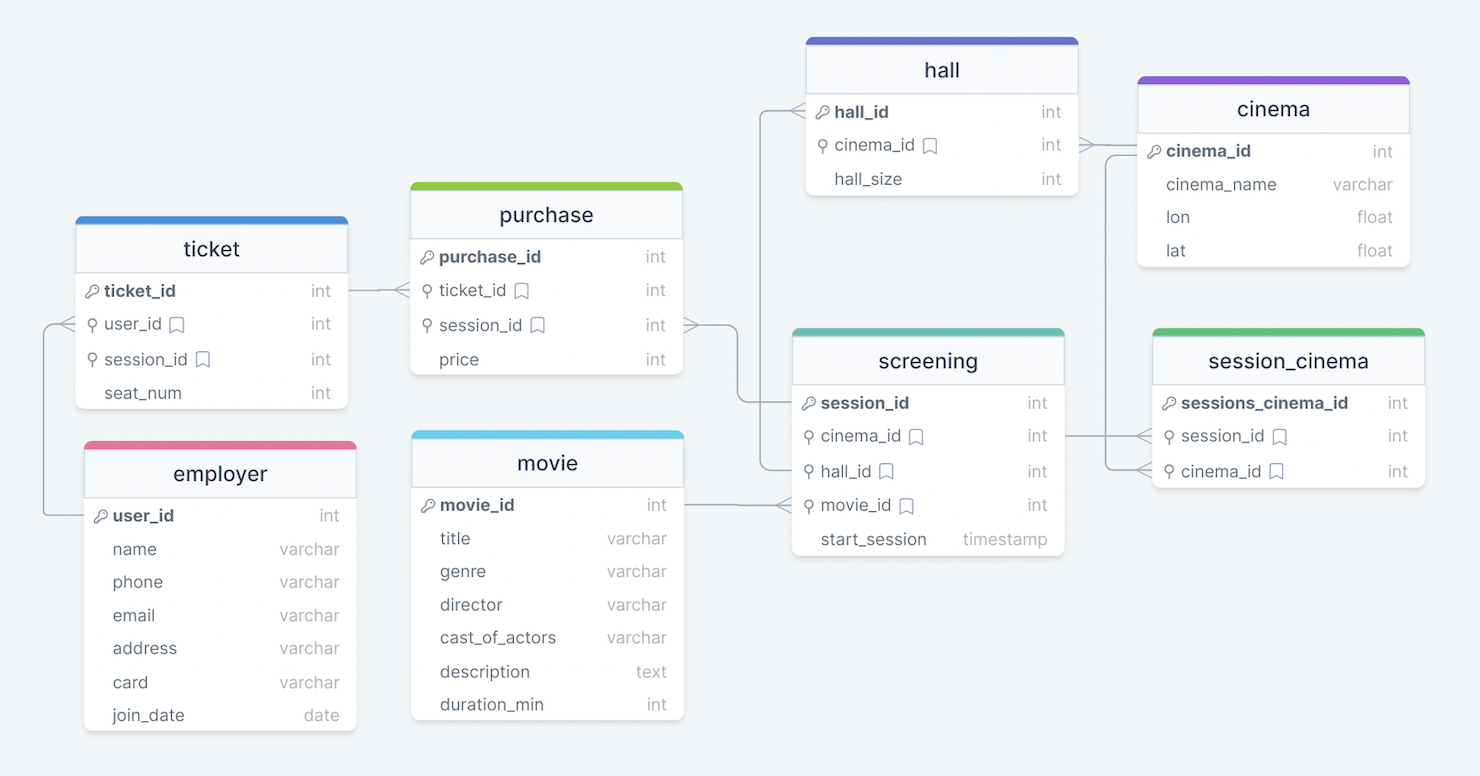 hall
hall_id int
cinema_id int
hall_size int
cinema
cinema_id int
cinema_name varchar
lon float
lat float
purchase
purchase_id int
ticket_id int
session_id int
price int
ticket
ticket_id int
user_id int
session_id int
seat_num int
screening
session_id int
cinema_id int
hall_id int
movie_id int
start_session timestamp
session_cinema
sessions_cinema_id int
session_id int
cinema_id int
employer
user_id int
name varchar
phone varchar
email varchar
address varchar
card varchar
join_date date
movie
movie_id int
title varchar
genre varchar
director varchar
cast_of_actors varchar
description text
duration_min int